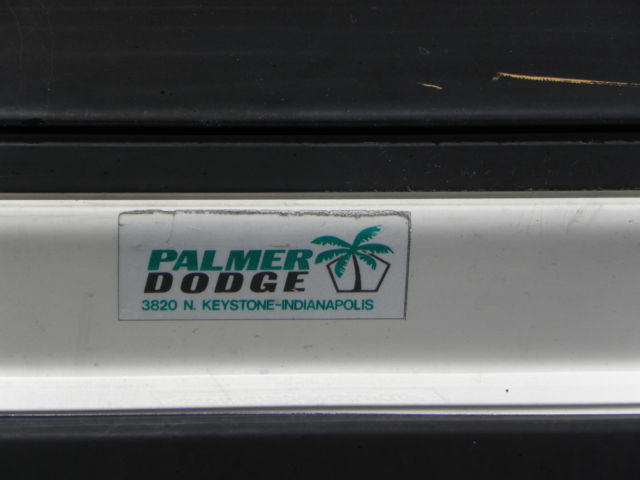 PALMER
DODGE
3820 N. KEYSTONE-INDIANAPOLIS